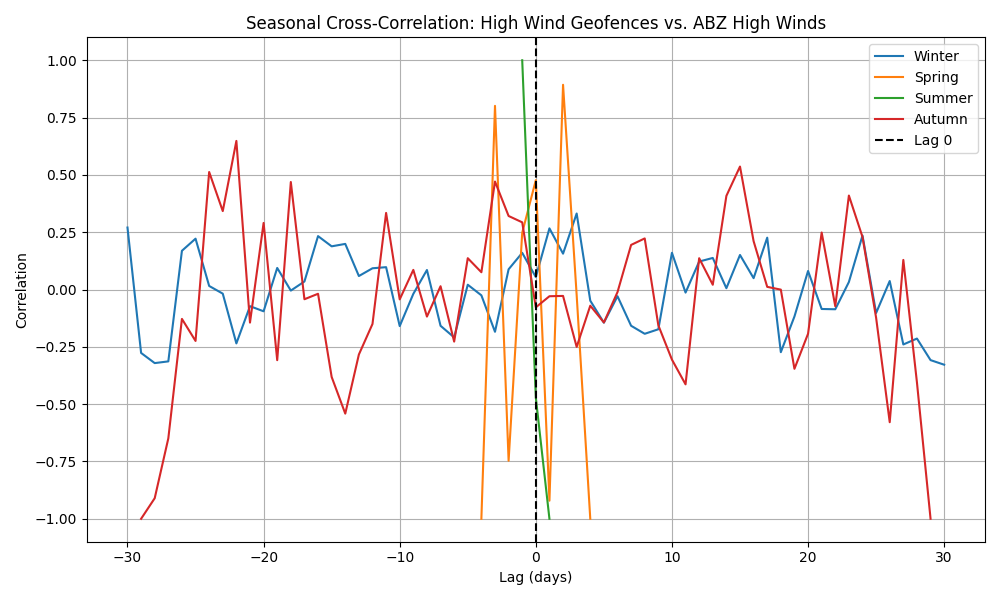 Seasonal Cross-Correlation: High Wind Geofences vs. ABZ High Winds
Winter
Spring
Summer
Autumn
Lag 0
1.00
0.75
0.50
0.25
0.00
−0.25
−0.50
−0.75
−1.00
Correlation
−30
−20
−10
0
10
20
30
Lag (days)